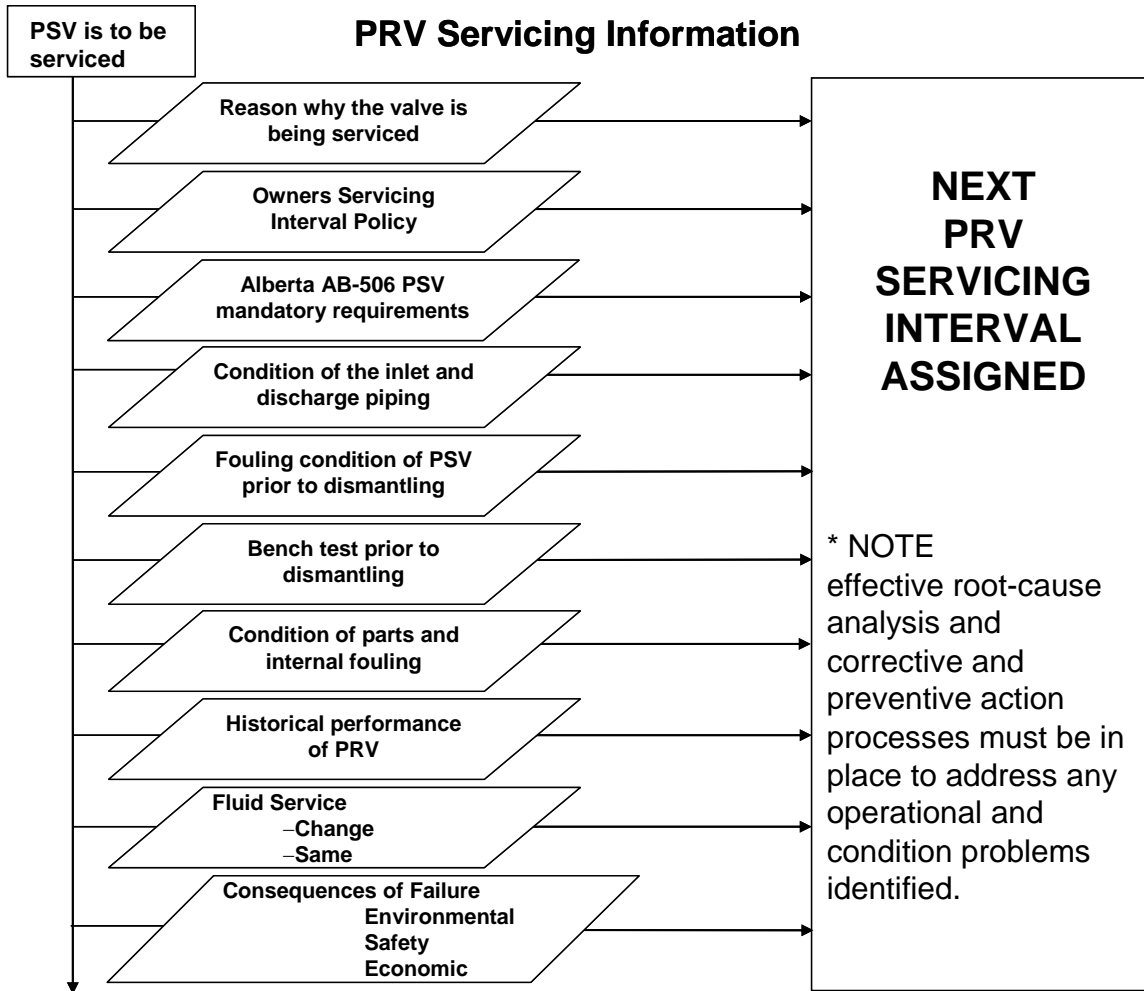 PSV is to be
serviced
PRV Servicing Information
Reason why the valve is
being serviced
Owners Servicing
Interval Policy
Alberta AB-506 PSV
mandatory requirements
Condition of the inlet and
discharge piping
Fouling condition of PSV
prior to dismantling
Bench test prior to
dismantling
Condition of parts and
internal fouling
Historical performance
of PRV
Fluid Service
–Change
–Same
Consequences of Failure
Environmental
Safety
Economic
NEXT
PRV
SERVICING
INTERVAL
ASSIGNED
* NOTE
effective root-cause
analysis and
corrective and
preventive action
processes must be in
place to address any
operational and
condition problems
identified.